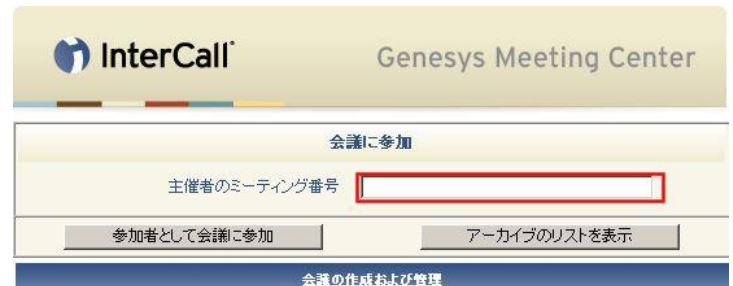 InterCall Genesys Meeting Center
会議に参加
主催者のミーティング番号
参加者として会議に参加 アーカイブのリストを表示
会議の作成および管理